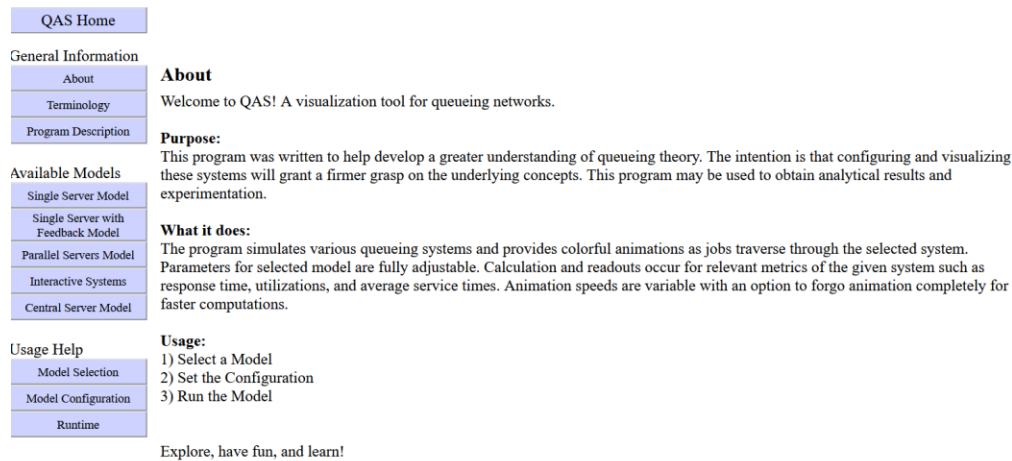 QAS Home
General Information
About
Terminology
Program Description
Available Models
Single Server Model
Single Server with
Feedback Model
Parallel Servers Model
Interactive Systems
Central Server Model
Usage Help
Model Selection
Model Configuration
Runtime
About
Welcome to QAS! A visualization tool for queueing networks.
Purpose:
This program was written to help develop a greater understanding of queueing theory. The intention is that configuring and visualizing
these systems will grant a firmer grasp on the underlying concepts. This program may be used to obtain analytical results and
experimentation.
What it does:
The program simulates various queueing systems and provides colorful animations as jobs traverse through the selected system.
Parameters for selected model are fully adjustable. Calculation and readouts occur for relevant metrics of the given system such as
response time, utilizations, and average service times. Animation speeds are variable with an option to forgo animation completely for
faster computations.
Usage:
1) Select a Model
2) Set the Configuration
3) Run the Model
Explore, have fun, and learn!